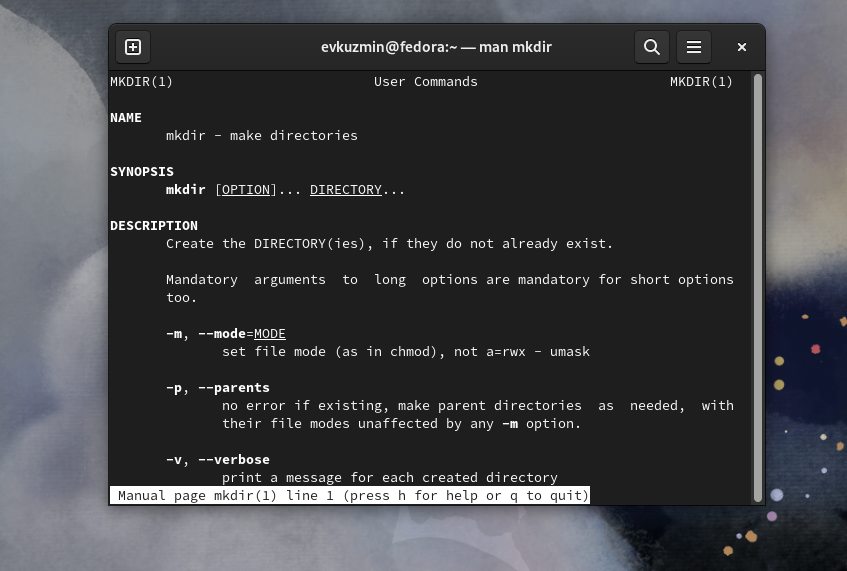 evkuzmin@fedora:~ — man mkdir
MKDIR(1) User Commands MKDIR(1)
NAME
mkdir - make directories
SYNOPSIS
mkdir [OPTION]... DIRECTORY...
DESCRIPTION
Create the DIRECTORY(ies), if they do not already exist.
Mandatory arguments to long options are mandatory for short options
too.
-m, --mode=MODE
set file mode (as in chmod), not a=rwx - umask
-p, --parents
no error if existing, make parent directories as needed, with
their file modes unaffected by any -m option.
-v, --verbose
print a message for each created directory
Manual page mkdir(1) line 1 (press h for help or q to quit)